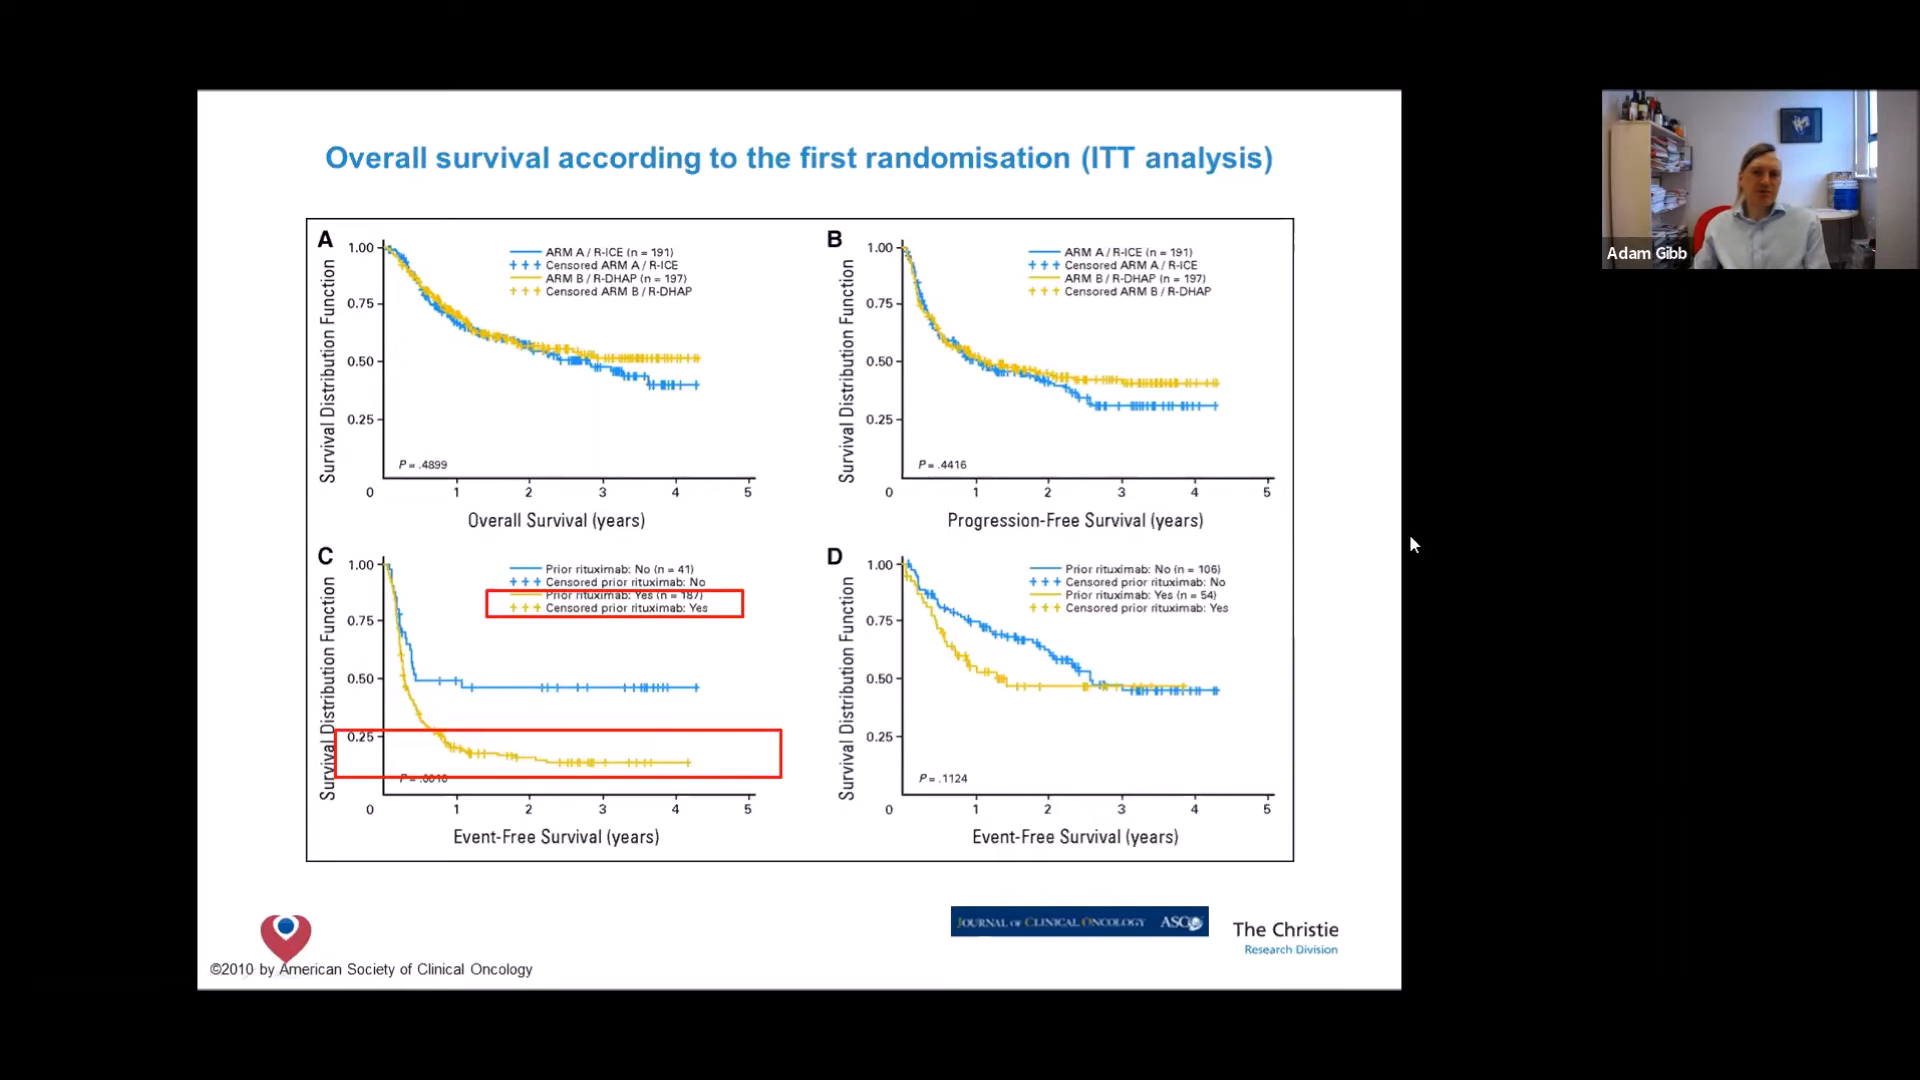 Overall survival according to the first randomisation (ITT analysis)
A
1.00
0.75
0.50
0.25
0
Survival Distribution Function
ARM A / R-ICE (n = 191)
Censored ARM A / R-ICE
ARM B / R-DHAP (n = 197)
Censored ARM B / R-DHAP
P = .4899
1 2 3 4 5
Overall Survival (years)
B
1.00
0.75
0.50
0.25
0
Survival Distribution Function
ARM A / R-ICE (n = 191)
Censored ARM A / R-ICE
ARM B / R-DHAP (n = 197)
Censored ARM B / R-DHAP
P = .4416
1 2 3 4 5
Progression-Free Survival (years)
C
1.00
0.75
0.50
0.25
0
Survival Distribution Function
Prior rituximab: No (n = 41)
Censored prior rituximab: No
Prior rituximab: Yes (n = 187)
Censored prior rituximab: Yes
1 2 3 4 5
Event-Free Survival (years)
D
1.00
0.75
0.50
0.25
0
Survival Distribution Function
Prior rituximab: No (n = 106)
Censored prior rituximab: No
Prior rituximab: Yes (n = 54)
Censored prior rituximab: Yes
P = .1124
1 2 3 4 5
Event-Free Survival (years)
JOURNAL OF CLINICAL ONCOLOGY ASCO
The Christie
Research Division
©2010 by American Society of Clinical Oncology
Adam Gibb